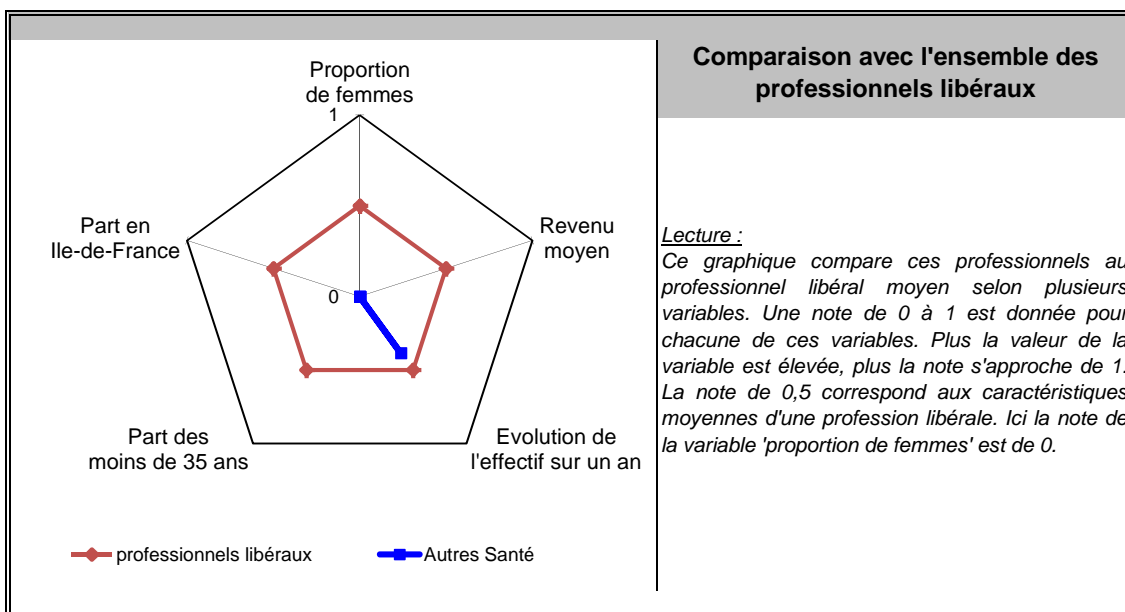 Comparaison avec l'ensemble des
professionnels libéraux
Proportion
de femmes
1
Part en
Ile-de-France
Revenu
moyen
0
Part des
moins de 35 ans
Evolution de
l'effectif sur un an
professionnels libéraux
Autres Santé
Lecture :
Ce graphique compare ces professionnels au
professionnel libéral moyen selon plusieurs
variables. Une note de 0 à 1 est donnée pour
chacune de ces variables. Plus la valeur de la
variable est élevée, plus la note s'approche de 1.
La note de 0,5 correspond aux caractéristiques
moyennes d'une profession libérale. Ici la note de
la variable 'proportion de femmes' est de 0.